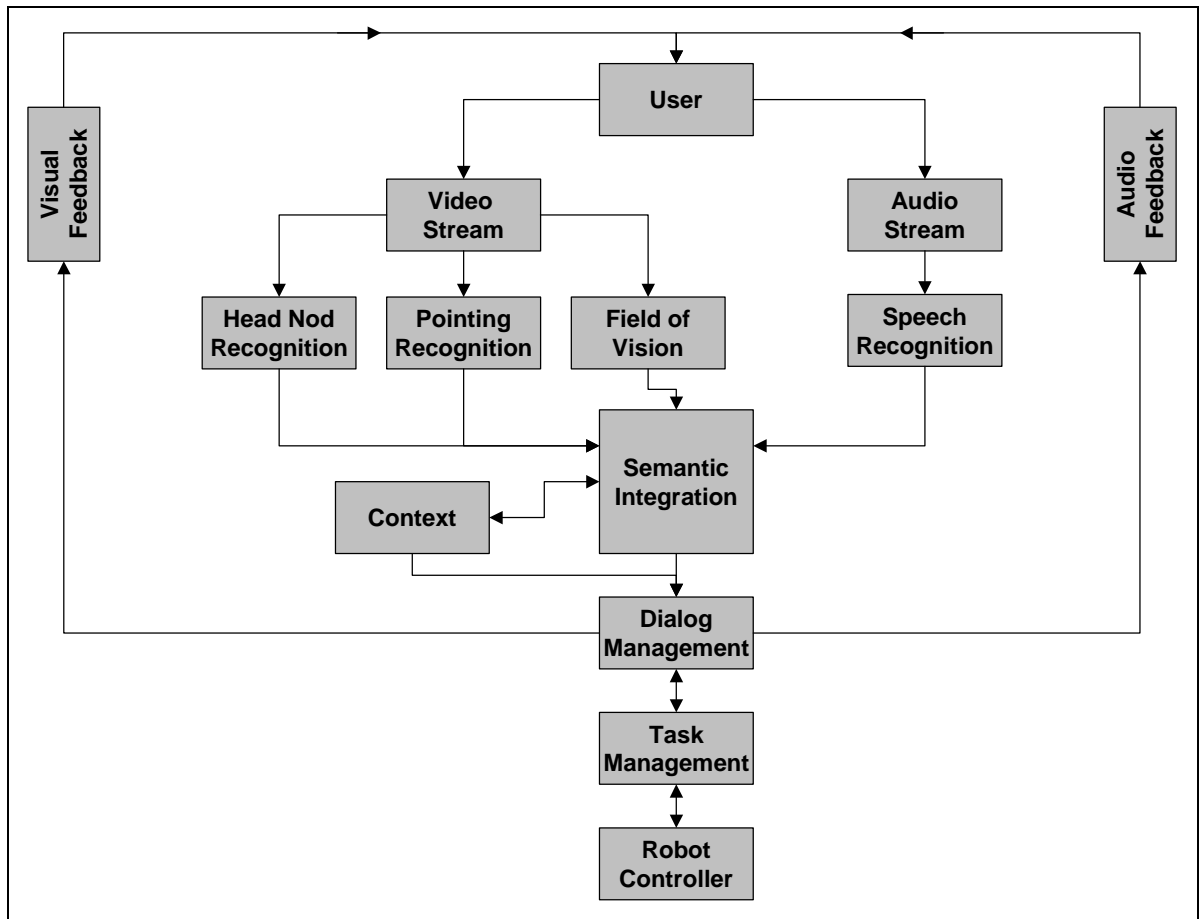 User
Visual
Feedback
Audio
Feedback
Video
Stream
Audio
Stream
Head Nod
Recognition
Pointing
Recognition
Field of
Vision
Speech
Recognition
Semantic
Integration
Context
Dialog
Management
Task
Management
Robot
Controller